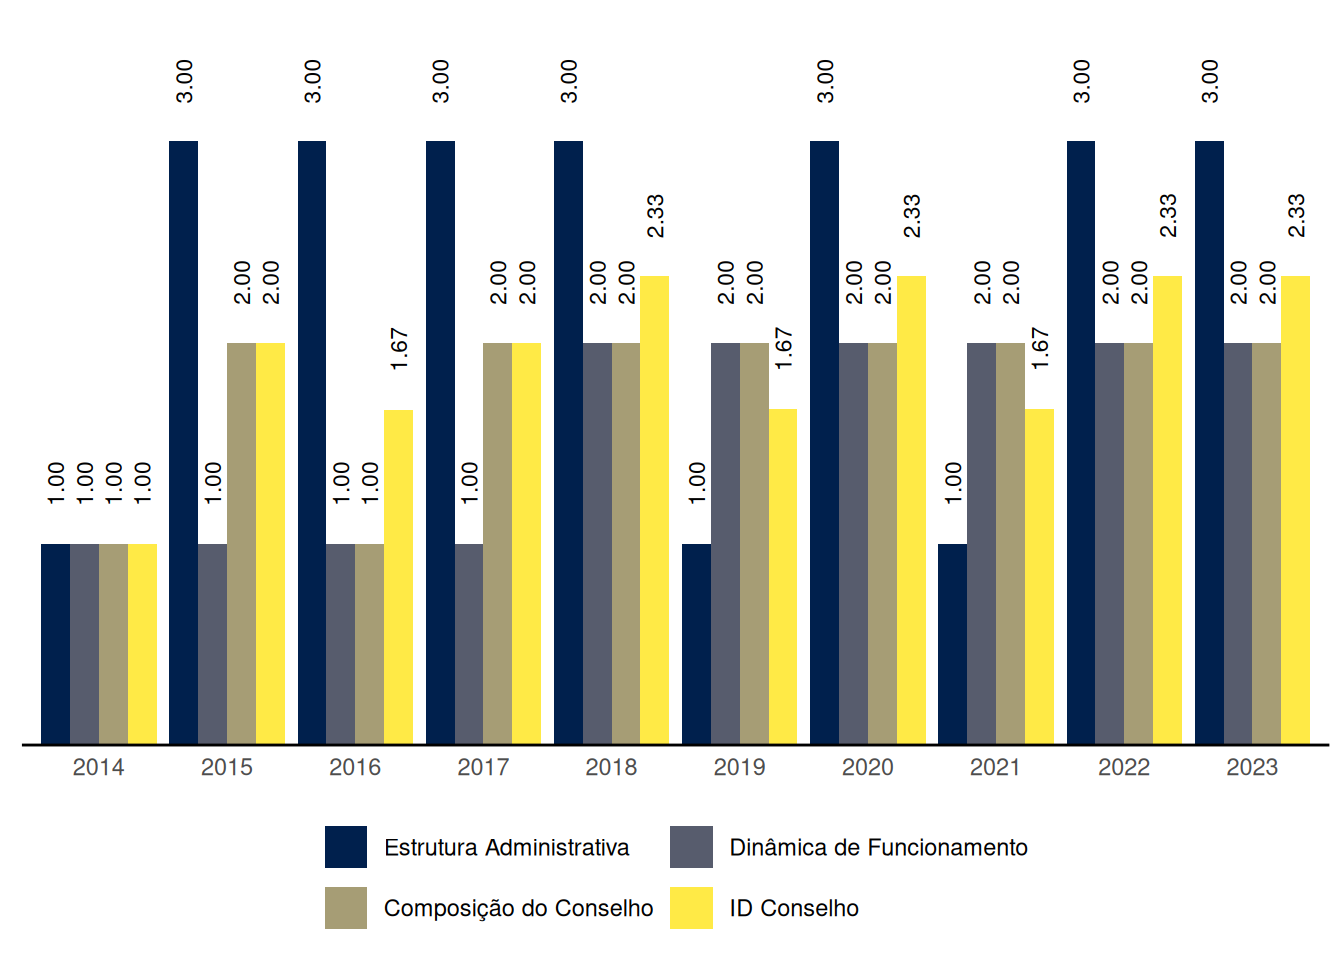 3.00 3.00 3.00 3.00 3.00 3.00 3.00
2.33 2.33 2.33 2.33
2.00 2.00 2.00 2.00 2.00 2.00 2.00 2.00 2.00 2.00 2.00 2.00 2.00 2.00 2.00 2.00
1.67 1.67 1.67
1.00 1.00 1.00 1.00 1.00 1.00 1.00 1.00 1.00 1.00
2014 2015 2016 2017 2018 2019 2020 2021 2022 2023
Estrutura Administrativa Dinâmica de Funcionamento
Composição do Conselho ID Conselho